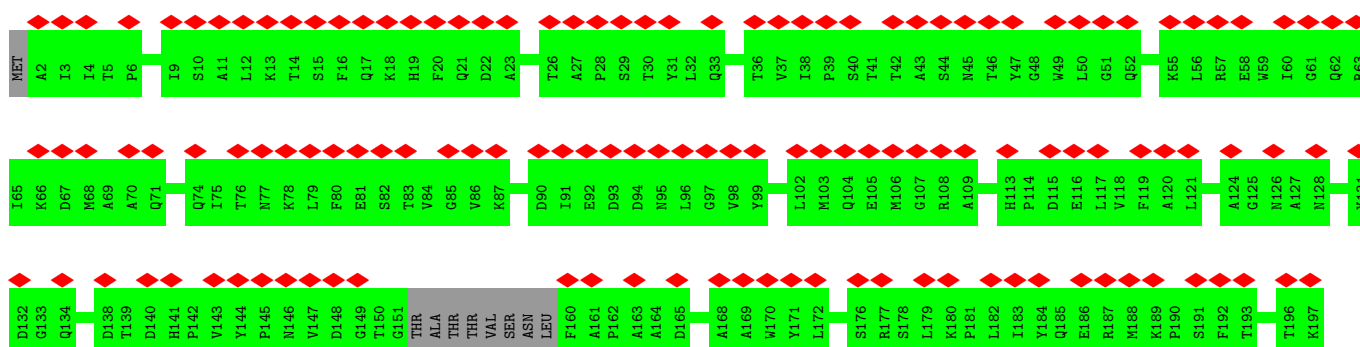 MET A2 I3 I4 T5 P6 I9 S10 A11 L12 K13 T14 S15 F16 Q17 K18 H19 F20 Q21 D22 A23 T26 A27 P28 S29 T30 Y31 L32 Q33 T36 V37 I38 P39 S40 T41 T42 A43 S44 N45 T46 Y47 G48 W49 L50 G51 Q52 K55 L56 R57 E58 W59 I60 G61 Q62 R63
I65 K66 D67 M68 A69 A70 Q71 Q74 I75 T76 N77 K78 L79 F80 E81 S82 T83 V84 G85 V86 K87 D90 I91 E92 D93 D94 N95 L96 G97 V98 Y99 L102 M103 Q104 E105 M106 G107 R108 A109 H113 P114 D115 E116 L117 V118 F119 A120 L121 A124 G125 N126 A127 N128
D132 G133 Q134 D138 T139 D140 H141 P142 V143 Y144 P145 N146 V147 D148 G149 T150 G151 THR ALA THR THR VAL SER ASN LEU F160 A161 P162 A163 A164 D165 A168 A169 W170 Y171 L172 S176 R177 S178 L179 K180 P181 L182 I183 Y184 Q185 E186 R187 M188 K189 P190 S191 F192 T193 T196 K197